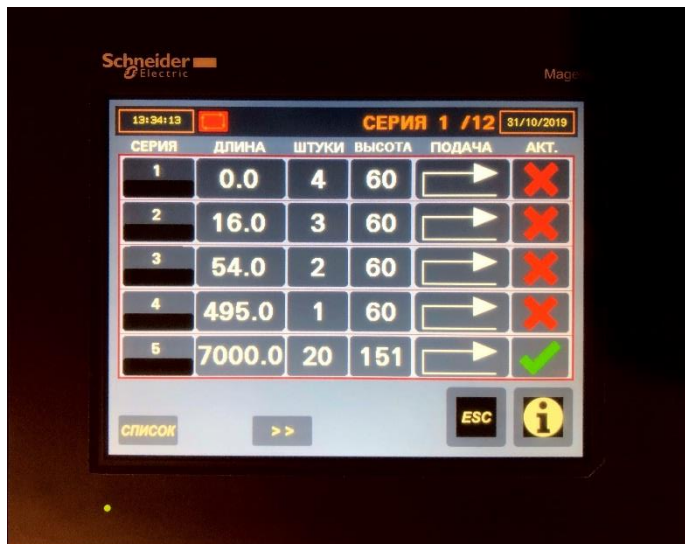 Schneider
Electric
Mage
13:34:13 СЕРИЯ 1 /12 31/10/2019
СЕРИЯ ДЛИНА ШТУКИ ВЫСОТА ПОДАЧА АКТ.
1 0.0 4 60
2 16.0 3 60
3 54.0 2 60
4 495.0 1 60
5 7000.0 20 151
СПИСОК >> ESC i